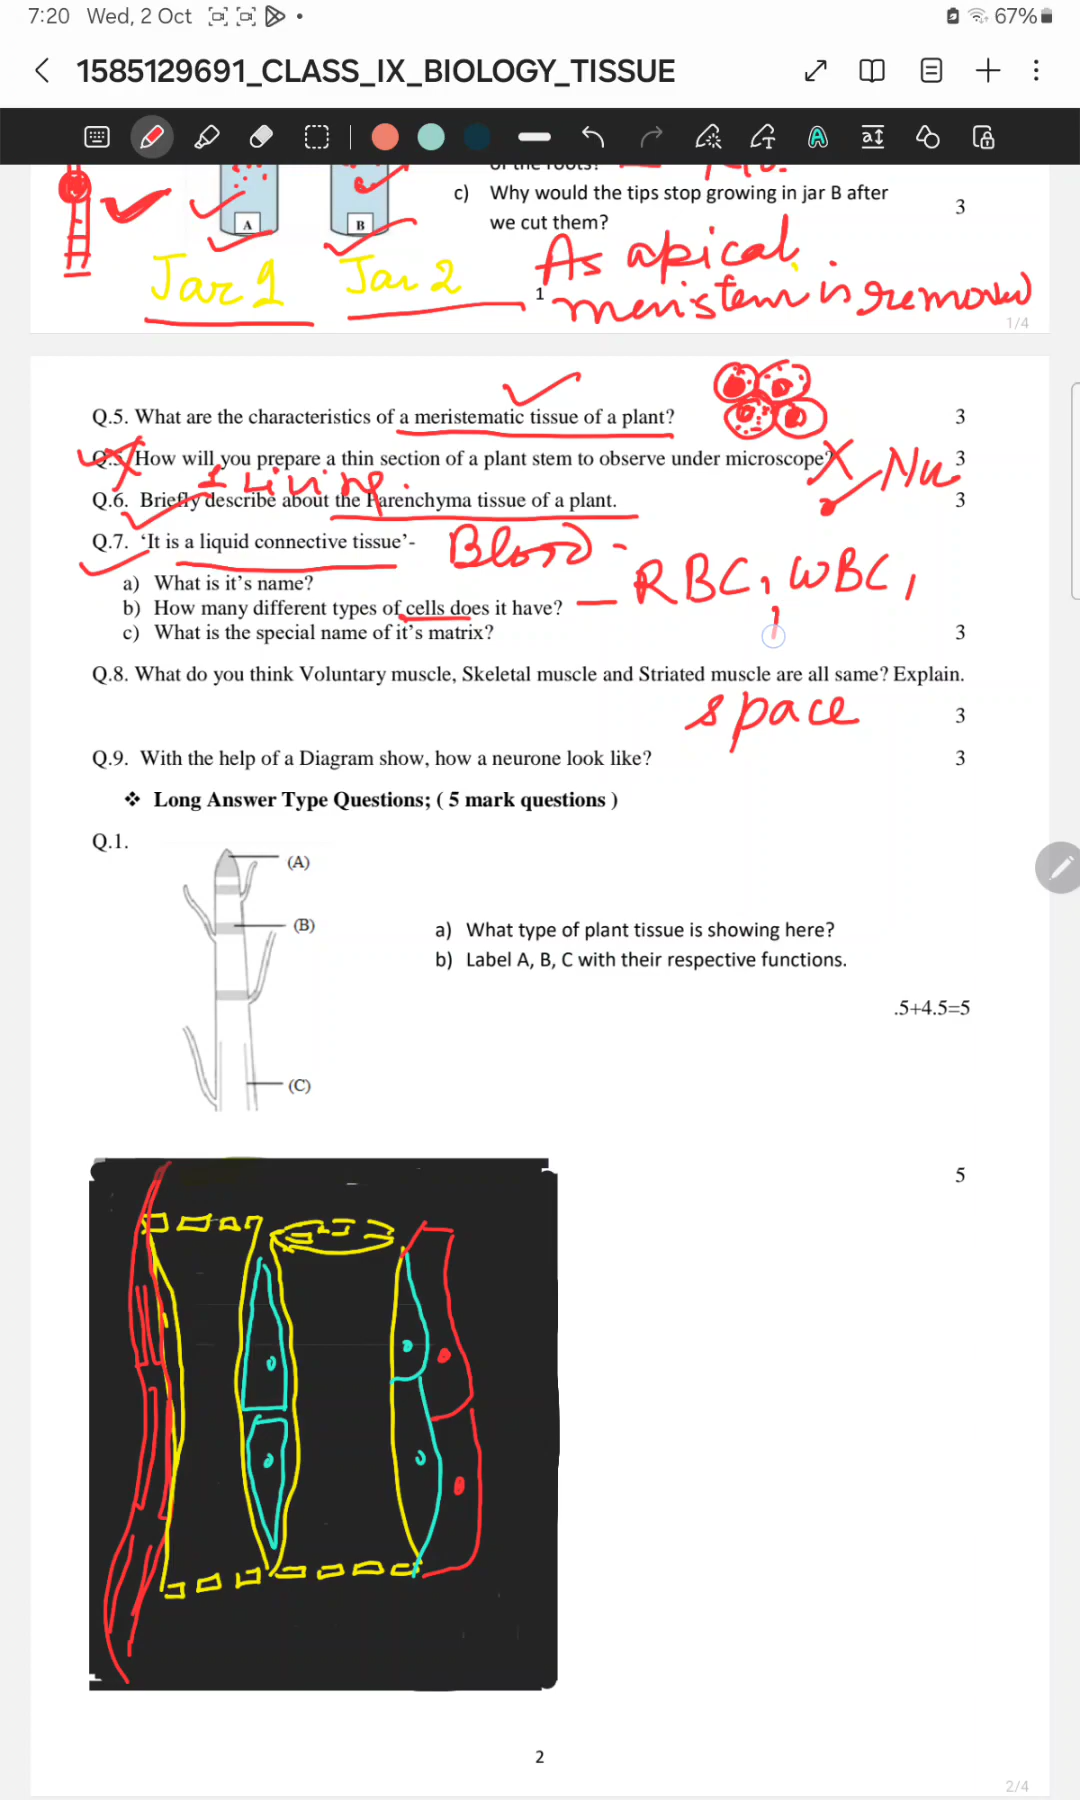 7:20 Wed, 2 Oct
67%
1585129691_CLASS_IX_BIOLOGY_TISSUE
c) Why would the tips stop growing in jar B after
we cut them?
3
A
B
Jar 1
Jar 2
As apical
meristem is removed
1
1/4
Q.5. What are the characteristics of a meristematic tissue of a plant?
3
How will you prepare a thin section of a plant stem to observe under microscope?
3
Nu
Living
Q.6. Briefly describe about the Parenchyma tissue of a plant.
3
Q.7. ‘It is a liquid connective tissue’-
Blood -
RBC, WBC,
a) What is it’s name?
b) How many different types of cells does it have?
c) What is the special name of it’s matrix?
3
Q.8. What do you think Voluntary muscle, Skeletal muscle and Striated muscle are all same? Explain.
space
3
Q.9. With the help of a Diagram show, how a neurone look like?
3
❖ Long Answer Type Questions; ( 5 mark questions )
Q.1.
(A)
(B)
(C)
a) What type of plant tissue is showing here?
b) Label A, B, C with their respective functions.
.5+4.5=5
5
2
2/4